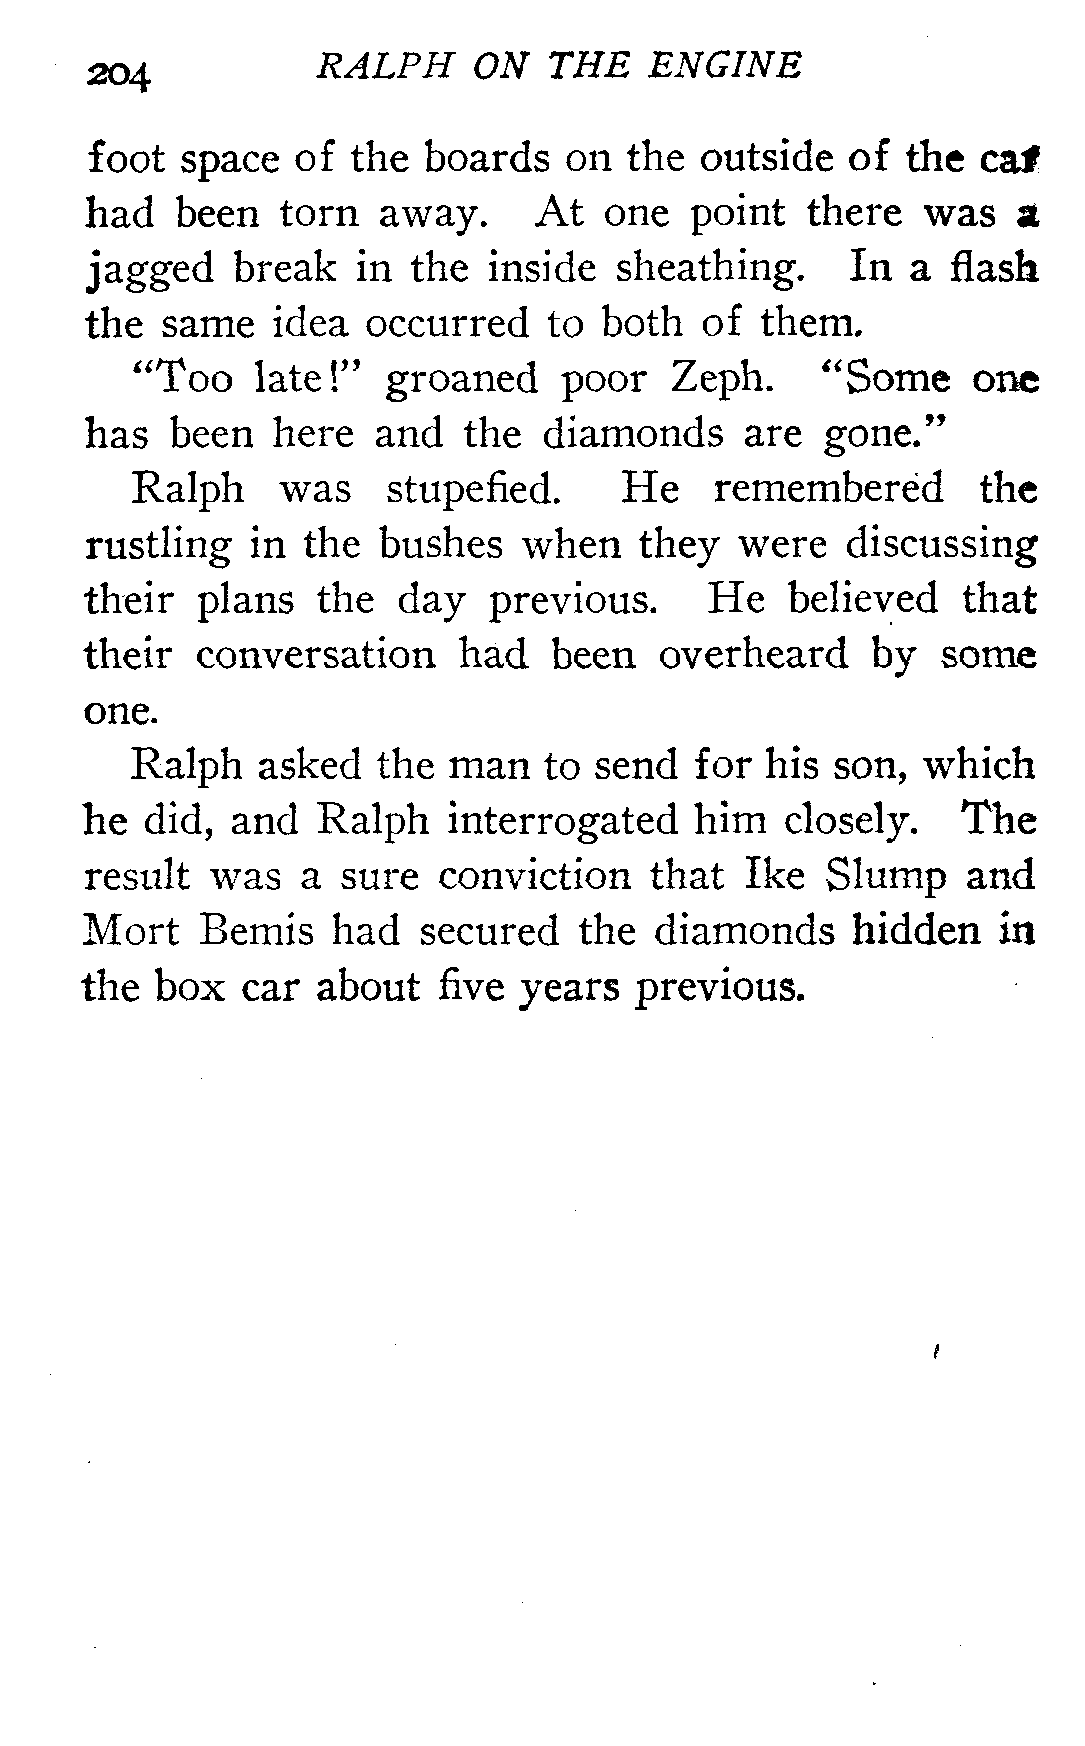 204 RALPH ON THE ENGINE
foot space of the boards on the outside of the car
had been torn away. At one point there was a
jagged break in the inside sheathing. In a flash
the same idea occurred to both of them.
“Too late!” groaned poor Zeph. “Some one
has been here and the diamonds are gone.”
Ralph was stupefied. He remembered the
rustling in the bushes when they were discussing
their plans the day previous. He believed that
their conversation had been overheard by some
one.
Ralph asked the man to send for his son, which
he did, and Ralph interrogated him closely. The
result was a sure conviction that Ike Slump and
Mort Bemis had secured the diamonds hidden in
the box car about five years previous.